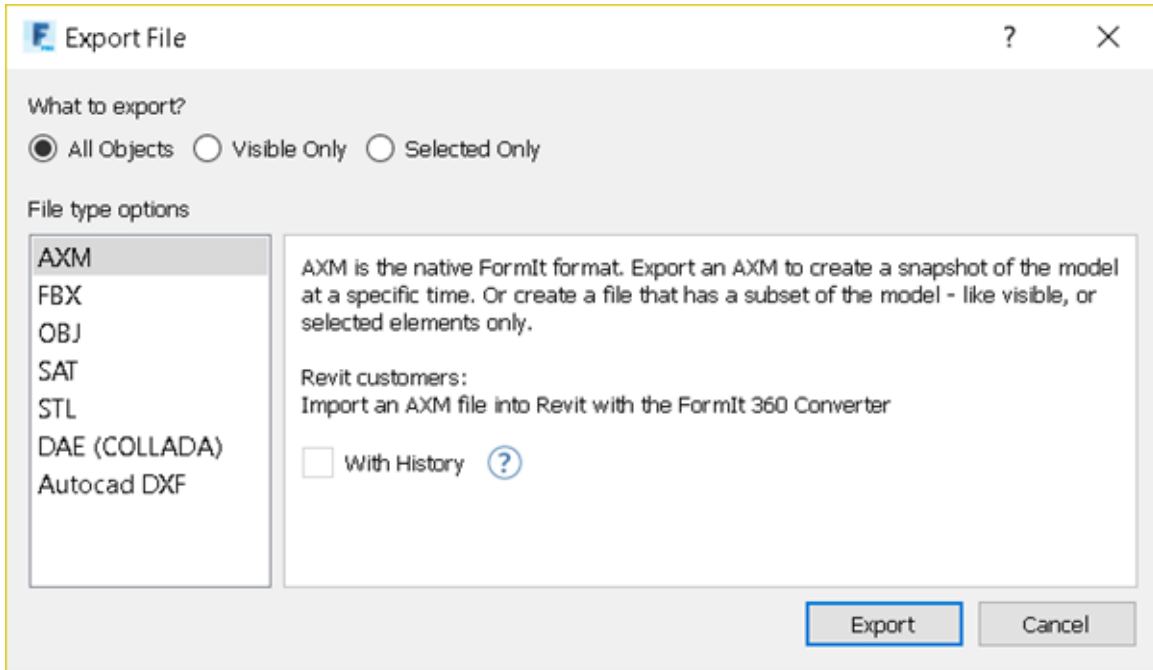 Export File
What to export?
All Objects Visible Only Selected Only
File type options
AXM
FBX
OBJ
SAT
STL
DAE (COLLADA)
Autocad DXF
AXM is the native FormIt format. Export an AXM to create a snapshot of the model
at a specific time. Or create a file that has a subset of the model - like visible, or
selected elements only.
Revit customers:
Import an AXM file into Revit with the FormIt 360 Converter
With History ?
Export Cancel